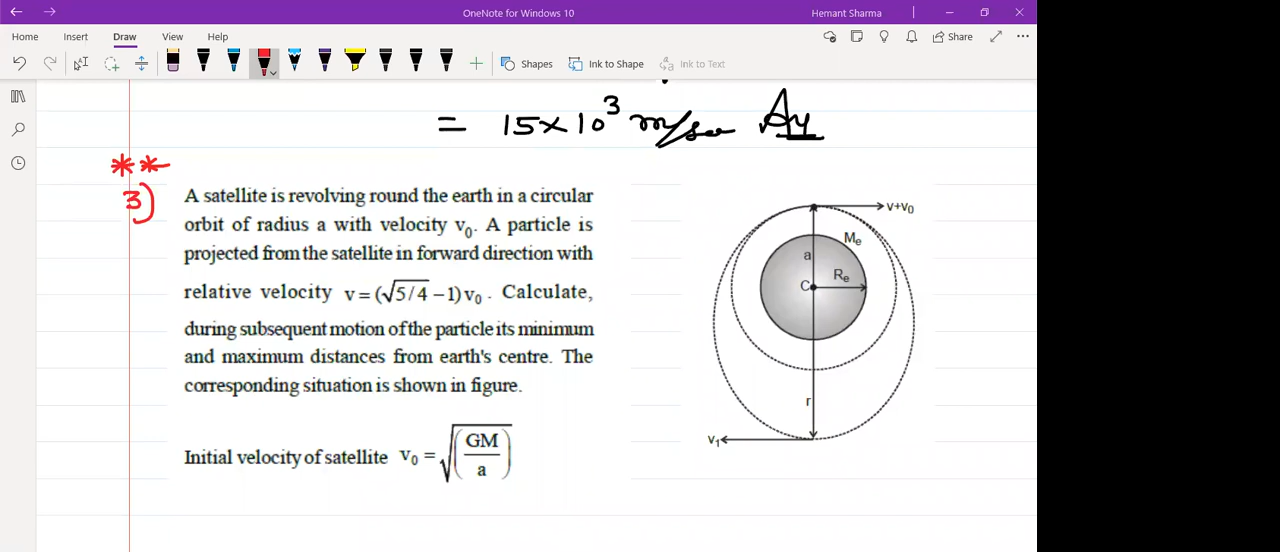 OneNote for Windows 10
Hemant Sharma
Home Insert Draw View Help
Share
Shapes Ink to Shape Ink to Text
= 15×10³ m/sec
**
3)
A satellite is revolving round the earth in a circular
orbit of radius a with velocity v₀. A particle is
projected from the satellite in forward direction with
relative velocity v = (√5/4 − 1) v₀ . Calculate,
during subsequent motion of the particle its minimum
and maximum distances from earth's centre. The
corresponding situation is shown in figure.
Initial velocity of satellite v₀ = √(GM/a)
v+v₀
Mₑ
a
Rₑ
C
r
v₁